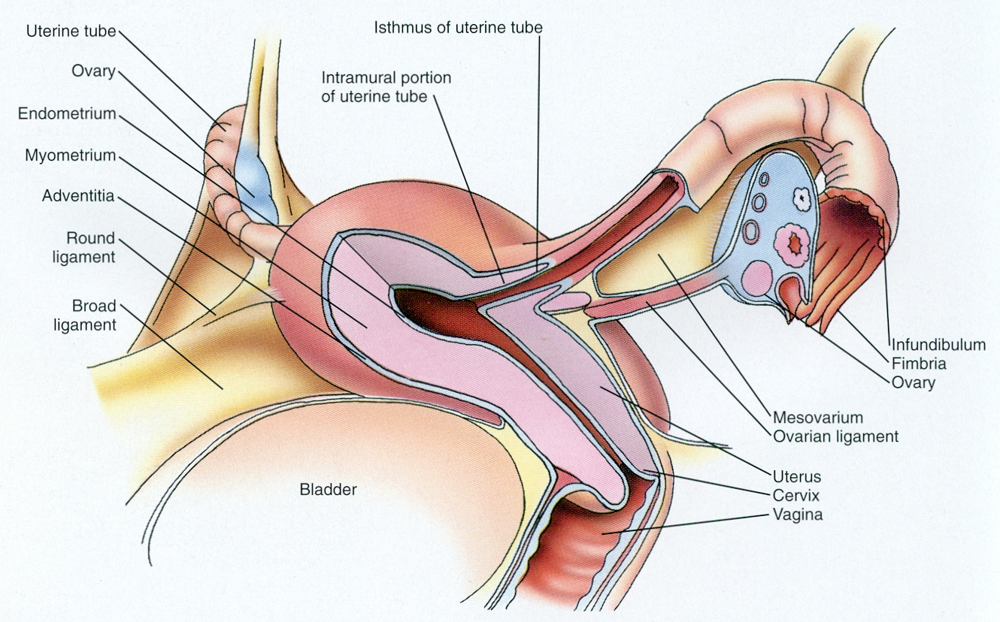 Uterine tube
Ovary
Endometrium
Myometrium
Adventitia
Round
ligament
Broad
ligament
Isthmus of uterine tube
Intramural portion
of uterine tube
Bladder
Infundibulum
Fimbria
Ovary
Mesovarium
Ovarian ligament
Uterus
Cervix
Vagina